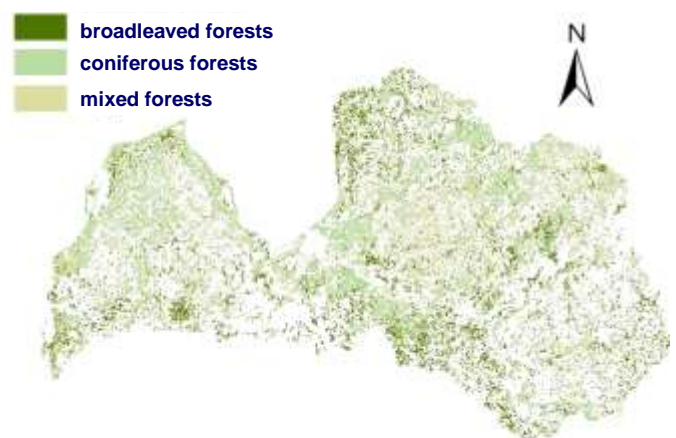 broadleaved forests
coniferous forests
mixed forests
N